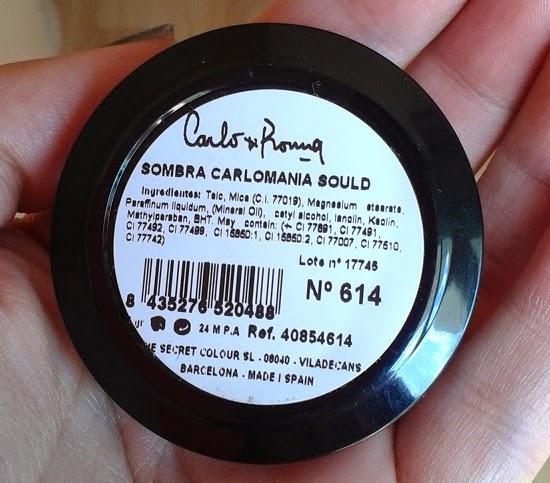 Carlo Romna
SOMBRA CARLOMANIA SOULD
Ingredientes: Talc, Mica (C.I. 77019), Magnesium stearate,
Paraffinum liquidum, (Mineral Oil), cetyl alcohol, lanolin, Kaolin,
Methylparaben, BHT. May contain: (+- CI 77891, CI 77491,
CI 77492, CI 77499, CI 15850:1, CI 15850:2, CI 77007, CI 77510,
CI 77742)
Lote nº 17745
Nº 614
8 435276 520488
gr 24 M P.A Ref. 40854614
SECRET COLOUR SL - 08040 - VILADECANS
BARCELONA - MADE I SPAIN